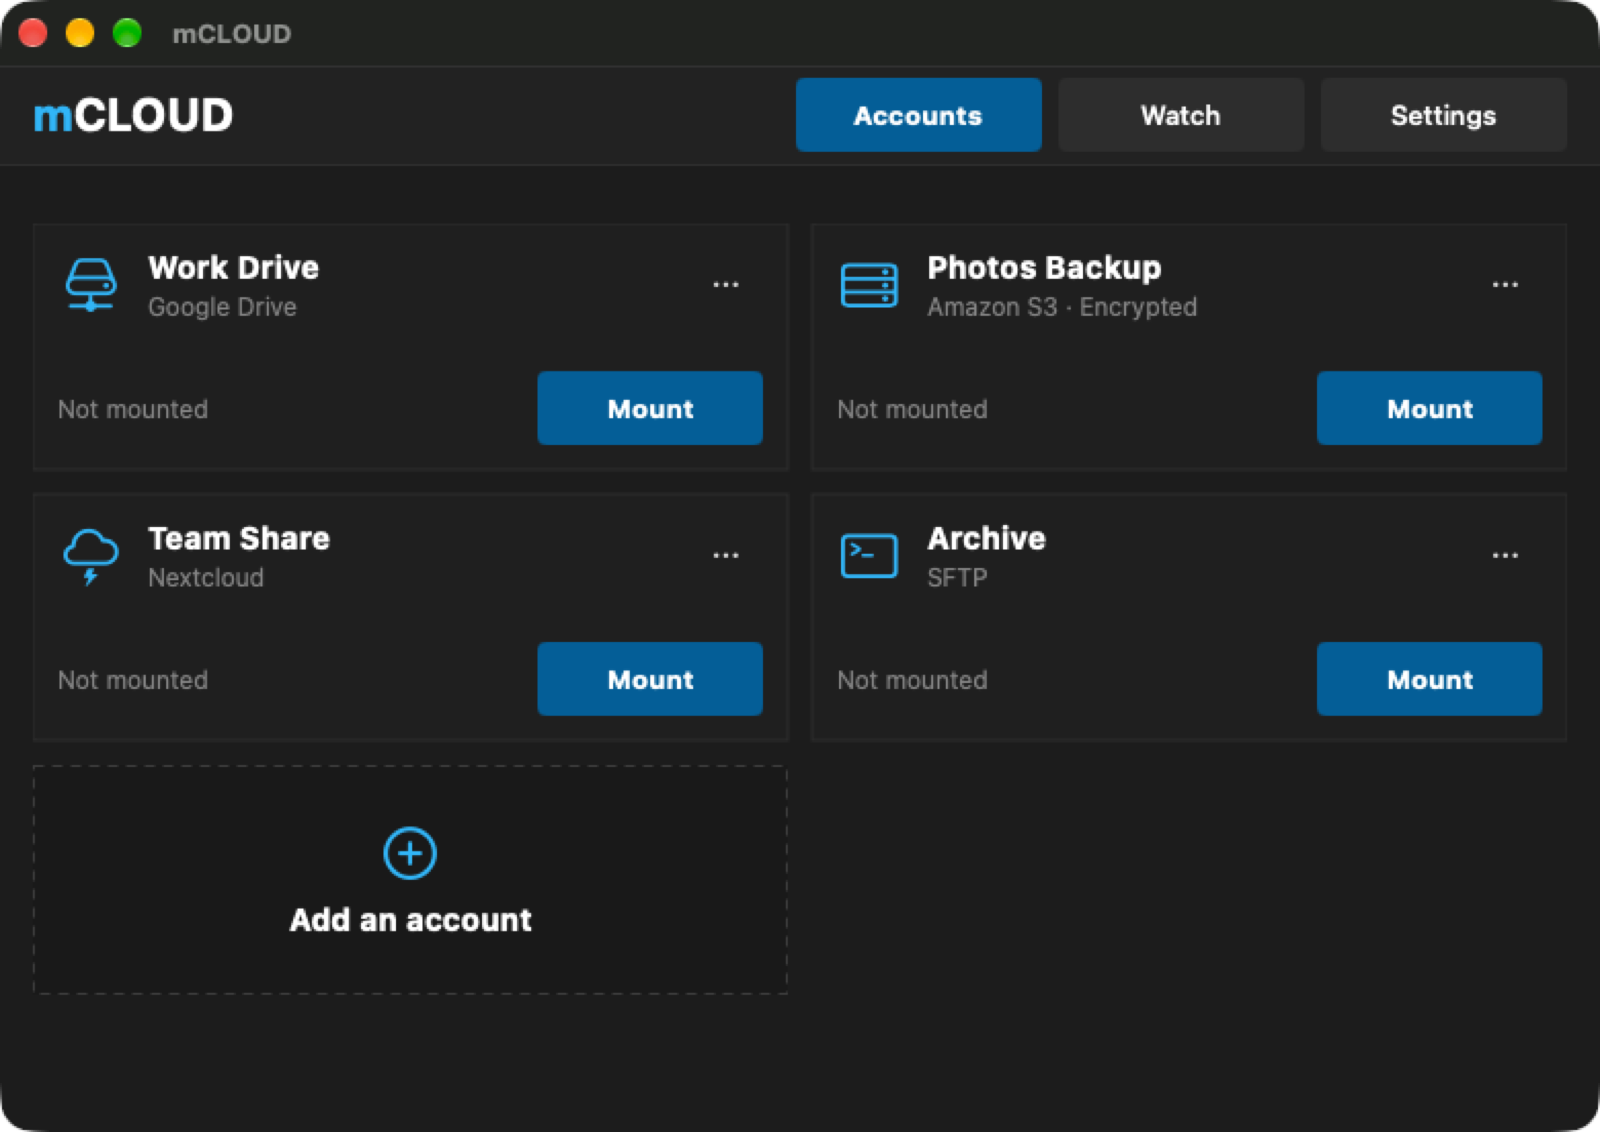 mCLOUD
mCLOUD
Accounts
Watch
Settings
Work Drive
Google Drive
...
Not mounted
Mount
Photos Backup
Amazon S3 · Encrypted
...
Not mounted
Mount
Team Share
Nextcloud
...
Not mounted
Mount
Archive
SFTP
...
Not mounted
Mount
Add an account